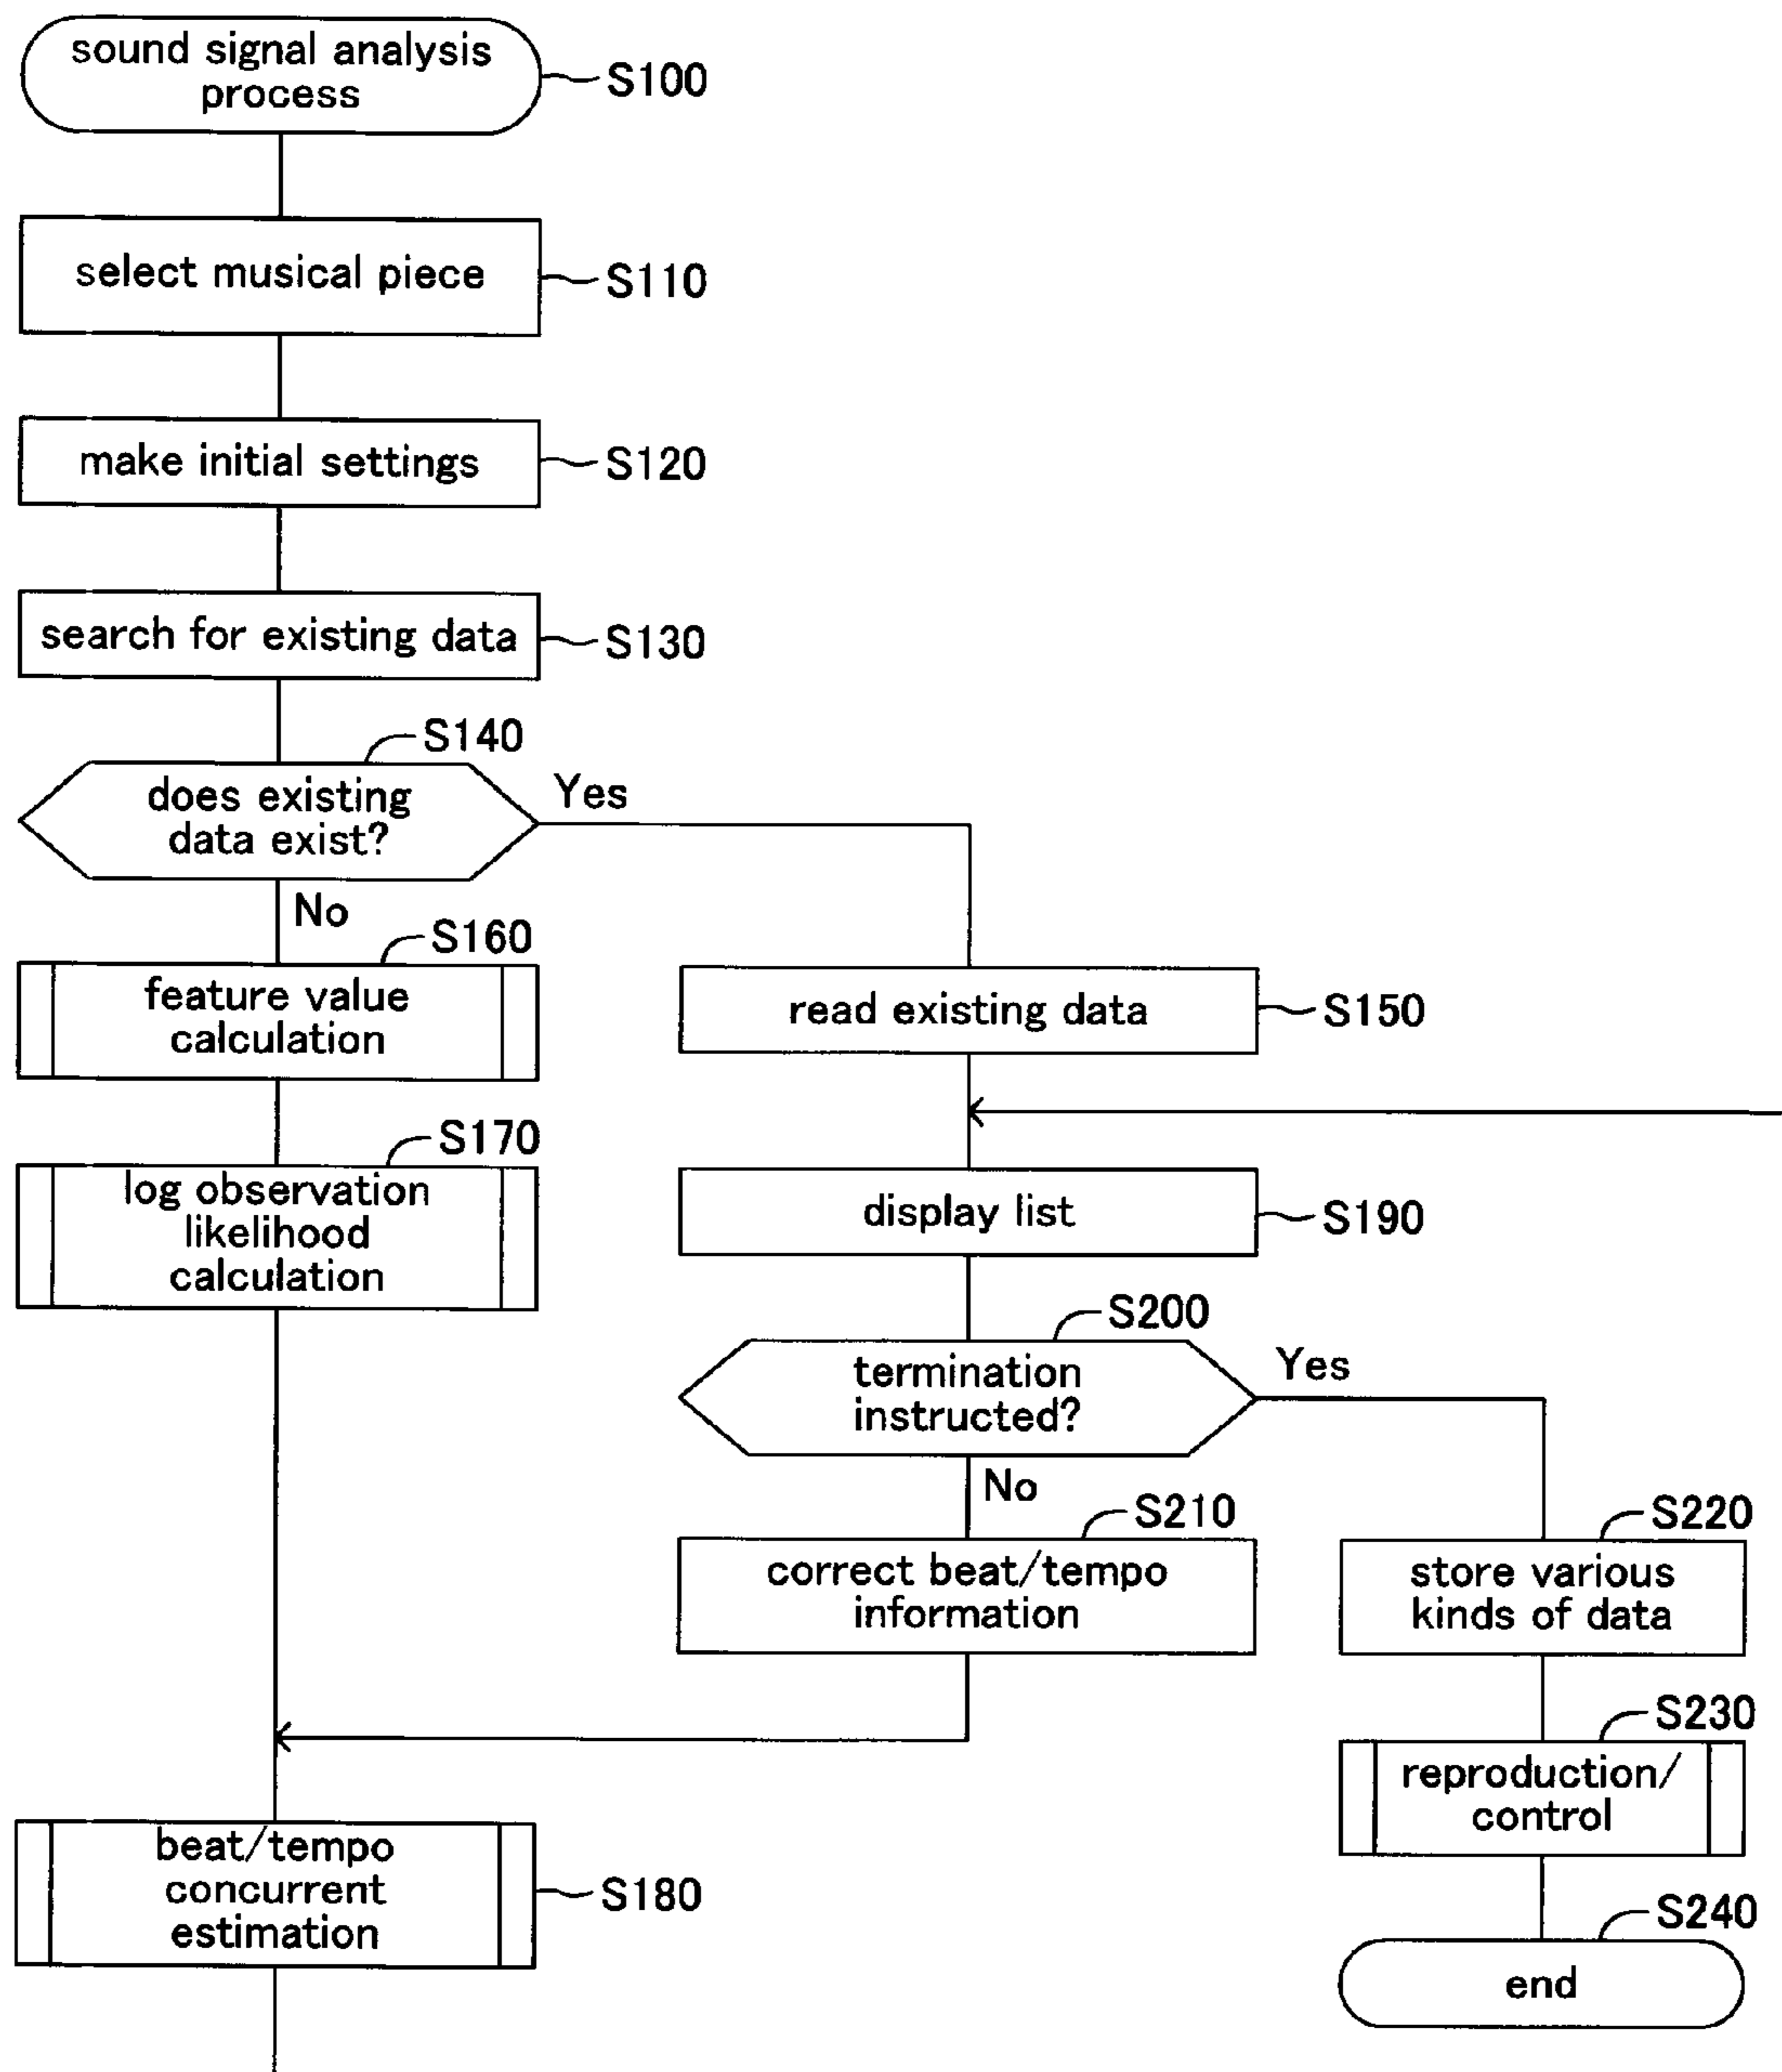 sound signal analysis
process
S100
select musical piece
S110
make initial settings
S120
search for existing data
S130
S140
does existing
data exist?
Yes
No
S160
feature value
calculation
read existing data
S150
S170
log observation
likelihood
calculation
display list
S190
S200
termination
instructed?
Yes
No
S210
correct beat/tempo
information
S220
store various
kinds of data
S230
reproduction/
control
beat/tempo
concurrent
estimation
S180
S240
end